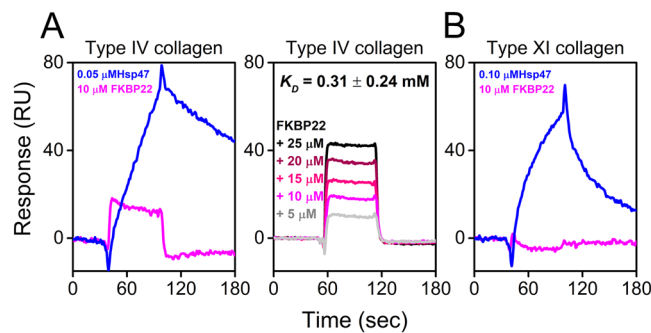 A
Type IV collagen
Type IV collagen
B
Type XI collagen
80
40
0
Response (RU)
0.05 μMHsp47
10 μM FKBP22
0 60 120 180
K_D = 0.31 ± 0.24 mM
FKBP22
+ 25 μM
+ 20 μM
+ 15 μM
+ 10 μM
+ 5 μM
0 60 120 180
80
40
0
0.10 μMHsp47
10 μM FKBP22
0 60 120 180
Time (sec)